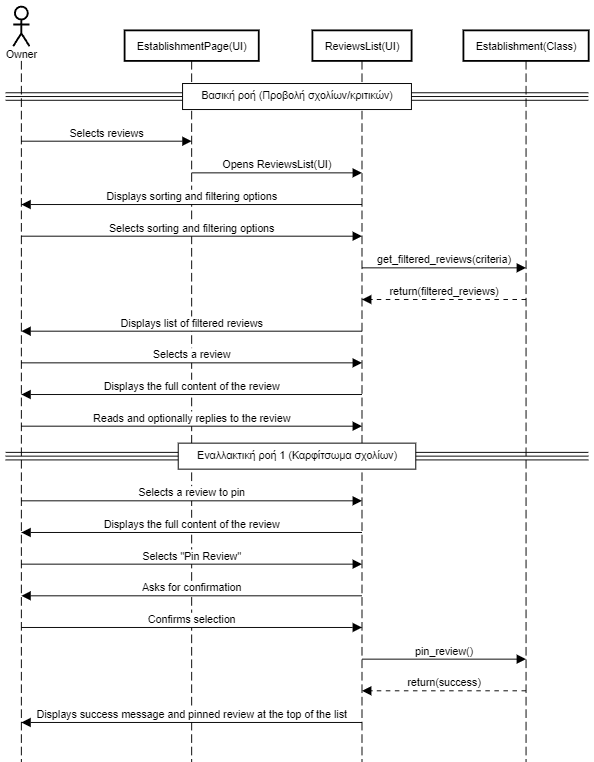 Owner
EstablishmentPage(UI)
ReviewsList(UI)
Establishment(Class)
Βασική ροή (Προβολή σχολίων/κριτικών)
Selects reviews
Opens ReviewsList(UI)
Displays sorting and filtering options
Selects sorting and filtering options
get_filtered_reviews(criteria)
return(filtered_reviews)
Displays list of filtered reviews
Selects a review
Displays the full content of the review
Reads and optionally replies to the review
Εναλλακτική ροή 1 (Καρφίτσωμα σχολίων)
Selects a review to pin
Displays the full content of the review
Selects "Pin Review"
Asks for confirmation
Confirms selection
pin_review()
return(success)
Displays success message and pinned review at the top of the list